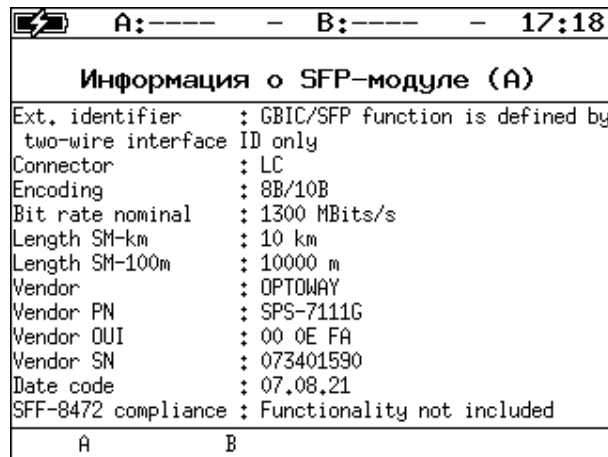 A:---- – B:---- – 17:18
Информация о SFP-модуле (A)
Ext. identifier : GBIC/SFP function is defined by
two-wire interface ID only
Connector : LC
Encoding : 8B/10B
Bit rate nominal : 1300 MBits/s
Length SM-km : 10 km
Length SM-100m : 10000 m
Vendor : OPTOWAY
Vendor PN : SPS-7111G
Vendor OUI : 00 0E FA
Vendor SN : 073401590
Date code : 07.08.21
SFF-8472 compliance : Functionality not included
A B